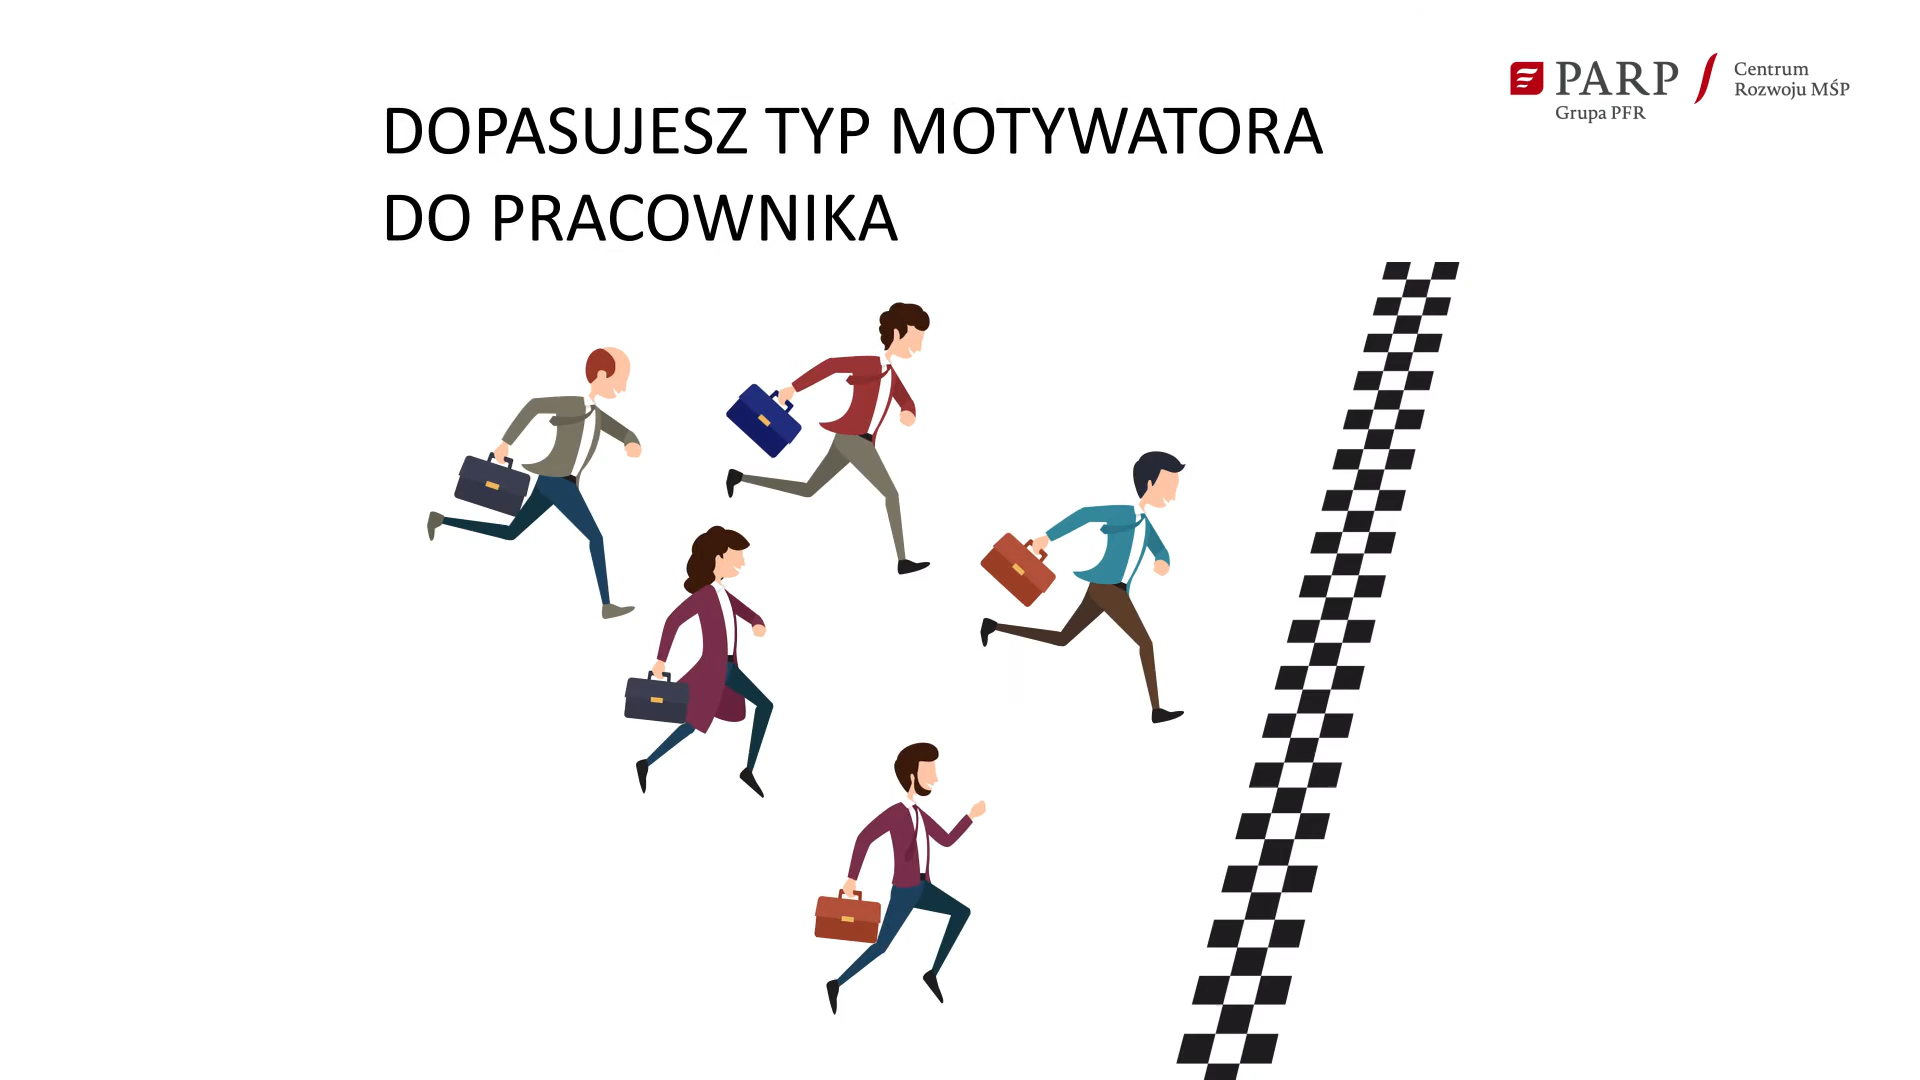 DOPASUJESZ TYP MOTYWATORA
DO PRACOWNIKA
PARP
Grupa PFR
Centrum
Rozwoju MŚP